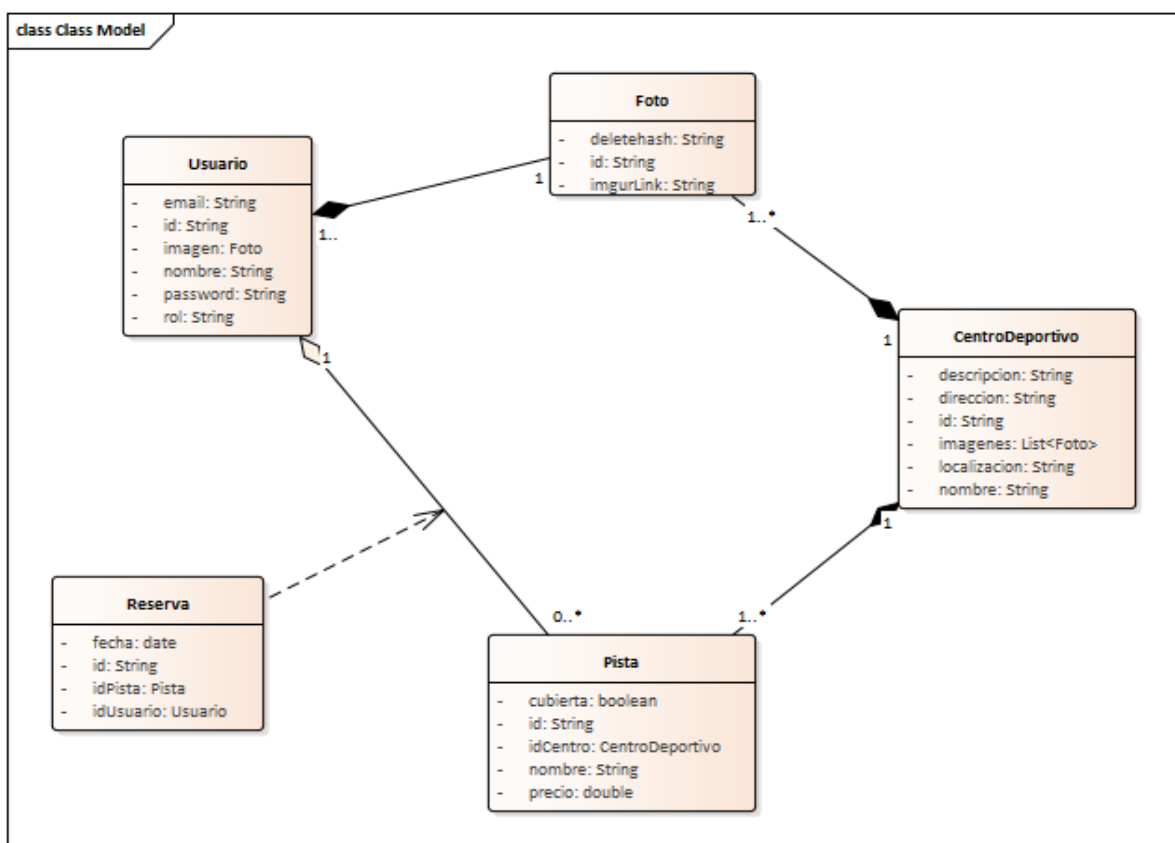 class Class Model
Foto
- deletehash: String
- id: String
- imgurLink: String
1
1..*
Usuario
- email: String
- id: String
- imagen: Foto
- nombre: String
- password: String
- rol: String
1..
1
CentroDeportivo
- descripcion: String
- direccion: String
- id: String
- imagenes: List<Foto>
- localizacion: String
- nombre: String
1
1
Reserva
- fecha: date
- id: String
- idPista: Pista
- idUsuario: Usuario
0..*
1..*
Pista
- cubierta: boolean
- id: String
- idCentro: CentroDeportivo
- nombre: String
- precio: double